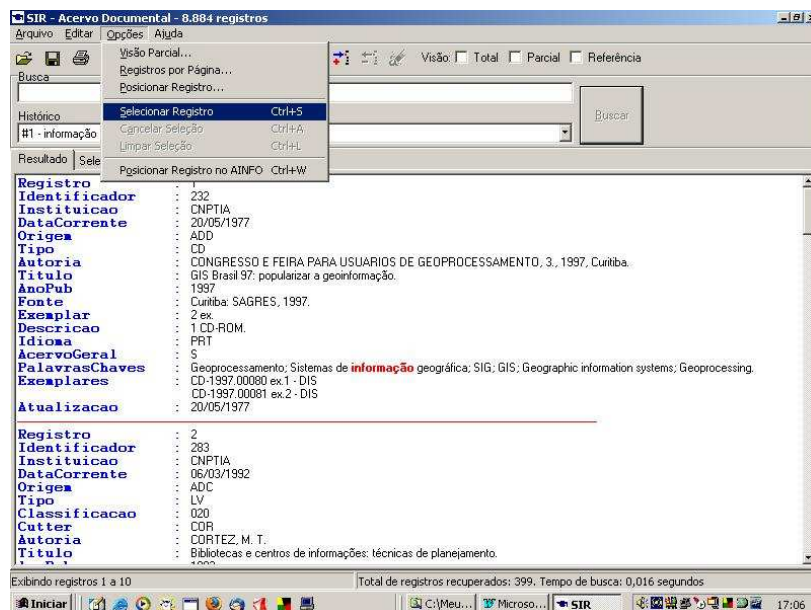 SIR - Acervo Documental - 8.884 registros
Arquivo Editar Opções Ajuda
Visão Parcial...
Registros por Página...
Posicionar Registro...
Selecionar Registro Ctrl+S
Cancelar Seleção Ctrl+A
Limpar Seleção Ctrl+L
Posicionar Registro no AINFO Ctrl+W
Visão: Total Parcial Referência
Busca
Buscar
Histórico
#1 - informação
Resultado Sele
Registro : 1
Identificador : 232
Instituicao : CNPTIA
DataCorrente : 20/05/1977
Origem : ADD
Tipo : CD
Autoria : CONGRESSO E FEIRA PARA USUARIOS DE GEOPROCESSAMENTO, 3., 1997, Curitiba.
Titulo : GIS Brasil 97: popularizar a geoinformação.
AnoPub : 1997
Fonte : Curitiba: SAGRES, 1997.
Exemplar : 2 ex.
Descricao : 1 CD-ROM.
Idioma : PRT
AcervoGeral : S
PalavrasChaves : Geoprocessamento; Sistemas de informação geográfica; SIG; GIS; Geographic information systems; Geoprocessing.
Exemplares : CD-1997.00080 ex.1 - DIS
CD-1997.00081 ex.2 - DIS
Atualizacao : 20/05/1977
Registro : 2
Identificador : 283
Instituicao : CNPTIA
DataCorrente : 06/03/1992
Origem : ADC
Tipo : LV
Classificacao : 020
Cutter : COR
Autoria : CORTEZ, M. T.
Titulo : Bibliotecas e centros de informações: técnicas de planejamento.
Exibindo registros 1 a 10 Total de registros recuperados: 399. Tempo de busca: 0,016 segundos
Iniciar C:\Meu... Microso... SIR 17:06